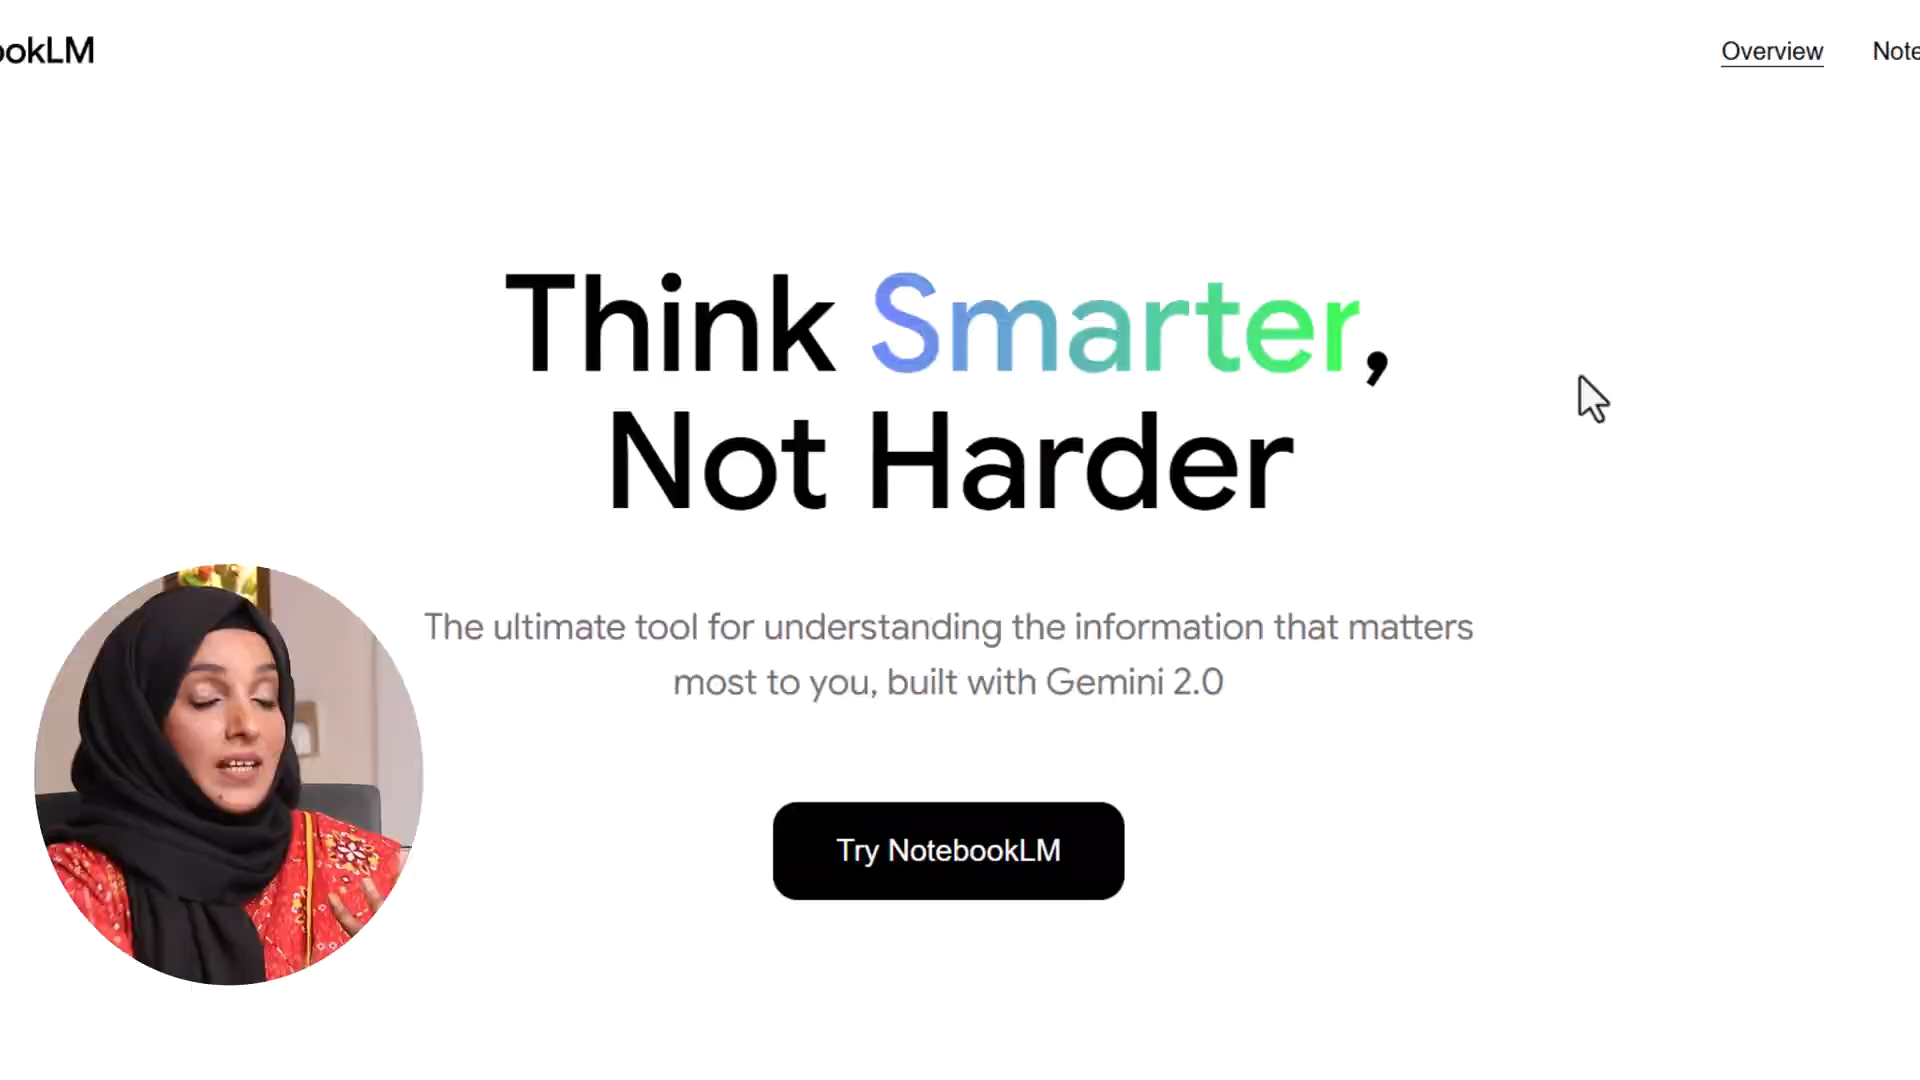 ookLM
Overview
Note
Think Smarter,
Not Harder
The ultimate tool for understanding the information that matters
most to you, built with Gemini 2.0
Try NotebookLM